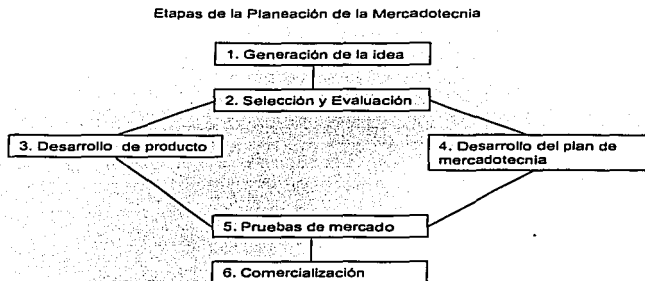 Etapas de la Planeación de la Mercadotecnia
1. Generación de la idea
2. Selección y Evaluación
3. Desarrollo de producto
4. Desarrollo del plan de
mercadotecnia
5. Pruebas de mercado
6. Comercialización